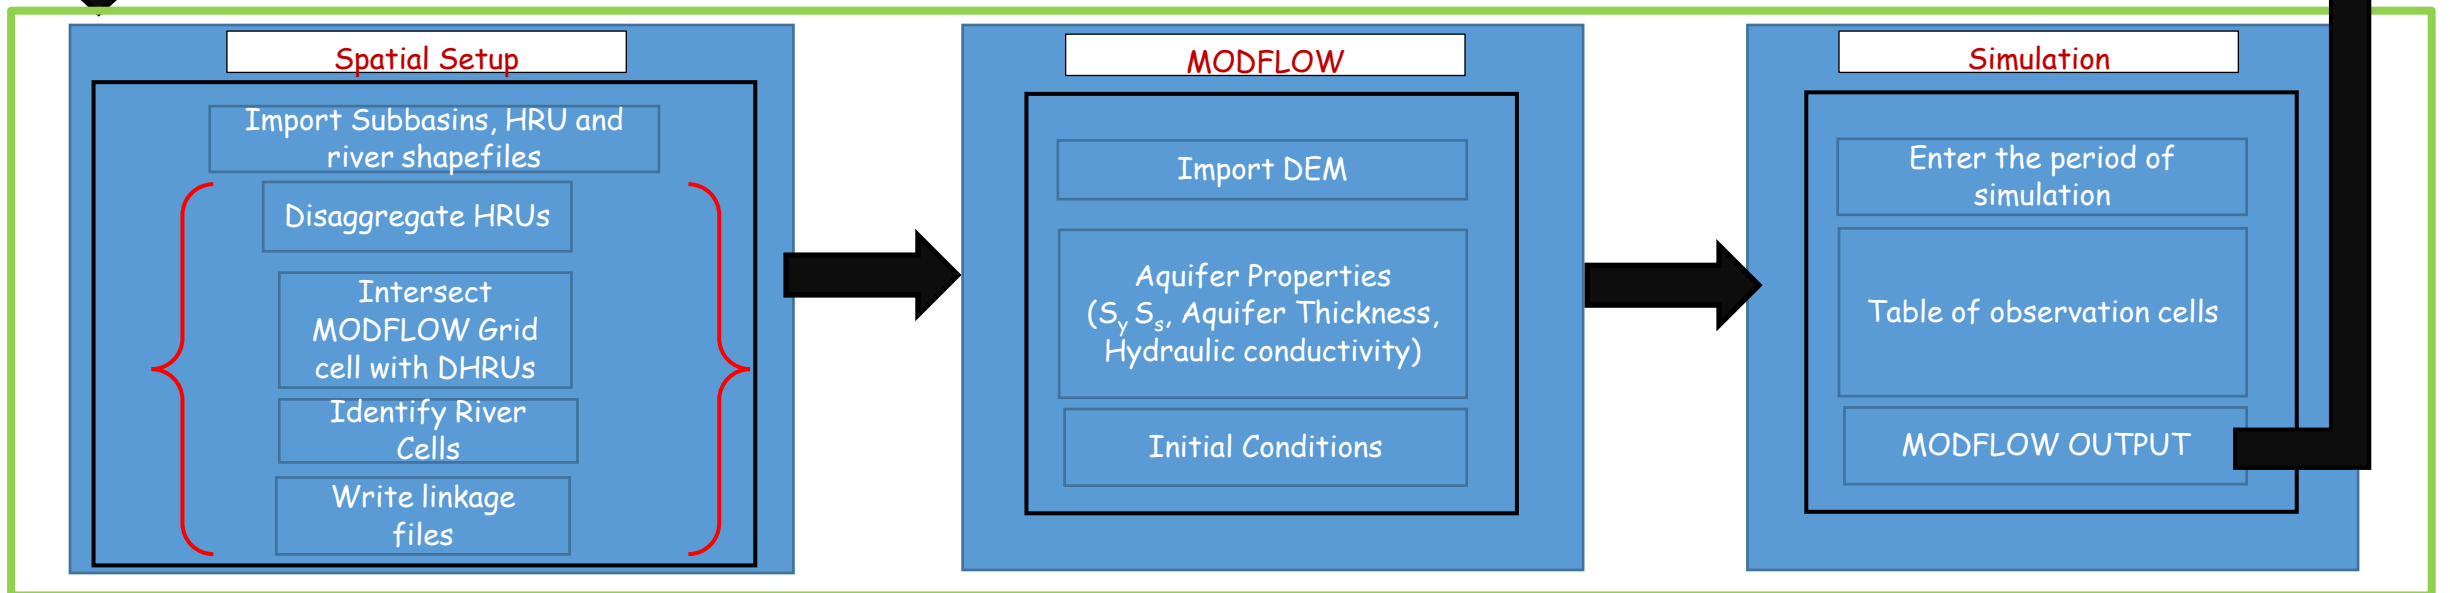 Spatial Setup
Import Subbasins, HRU and
river shapefiles
Disaggregate HRUs
Intersect
MODFLOW Grid
cell with DHRUs
Identify River
Cells
Write linkage
files
MODFLOW
Import DEM
Aquifer Properties
(Sy Ss, Aquifer Thickness,
Hydraulic conductivity)
Initial Conditions
Simulation
Enter the period of
simulation
Table of observation cells
MODFLOW OUTPUT